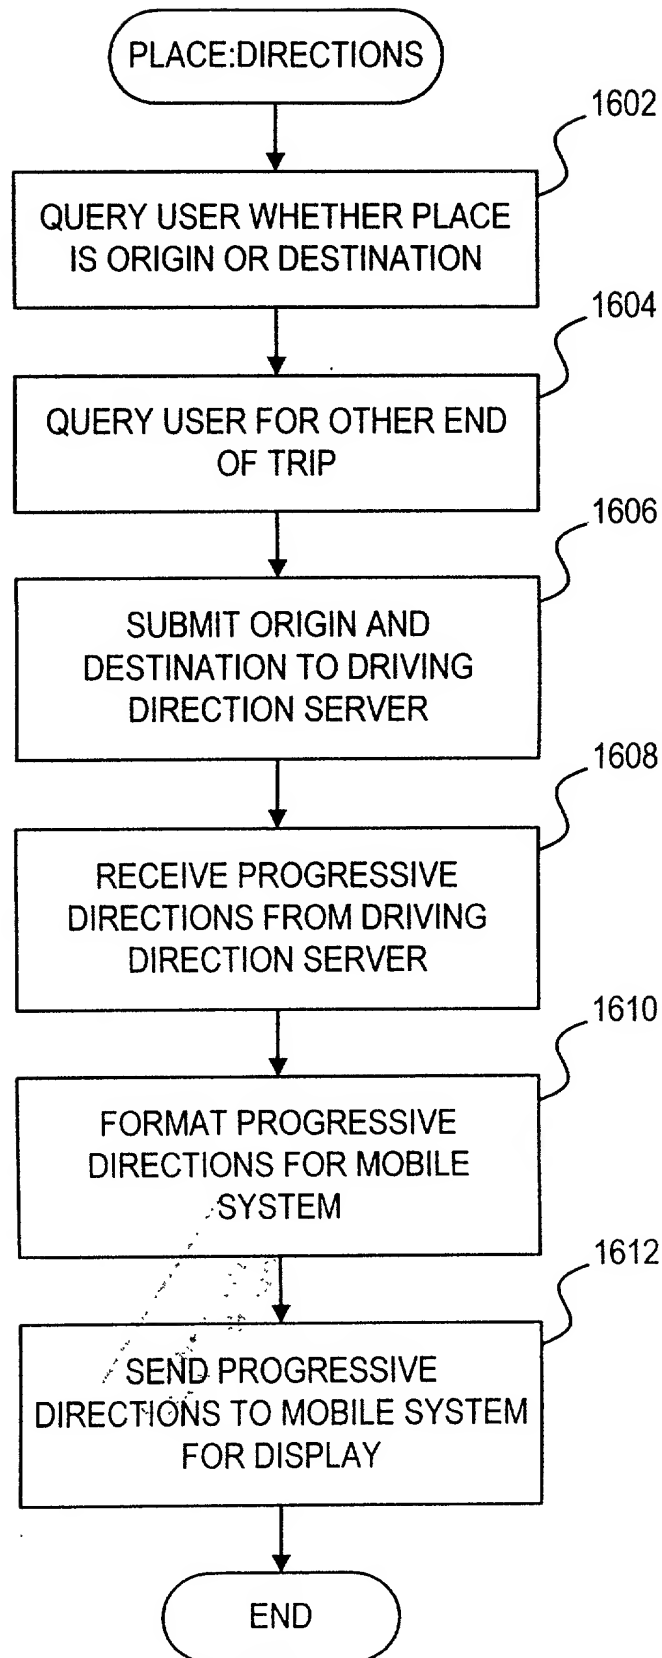 PLACE:DIRECTIONS
1602
QUERY USER WHETHER PLACE
IS ORIGIN OR DESTINATION
1604
QUERY USER FOR OTHER END
OF TRIP
1606
SUBMIT ORIGIN AND
DESTINATION TO DRIVING
DIRECTION SERVER
1608
RECEIVE PROGRESSIVE
DIRECTIONS FROM DRIVING
DIRECTION SERVER
1610
FORMAT PROGRESSIVE
DIRECTIONS FOR MOBILE
SYSTEM
1612
SEND PROGRESSIVE
DIRECTIONS TO MOBILE SYSTEM
FOR DISPLAY
END